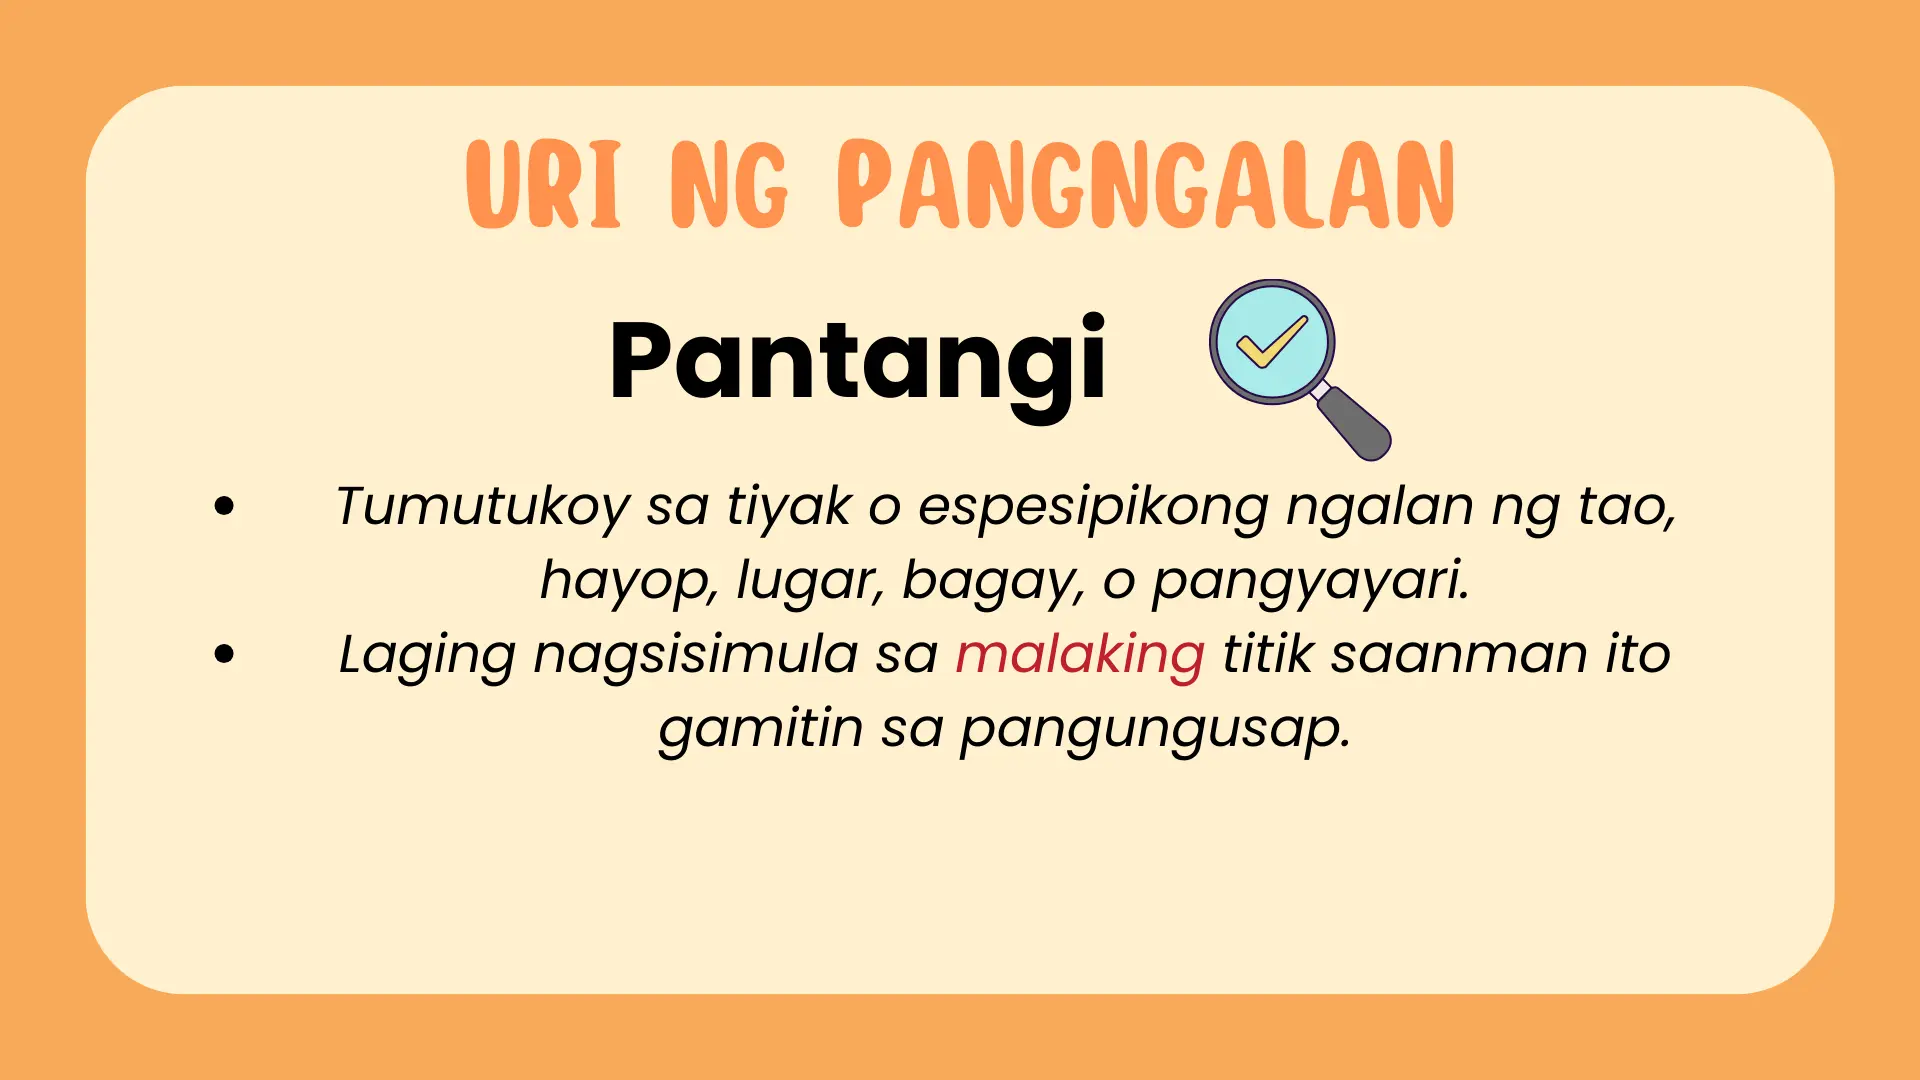 URI NG PANGNGALAN
Pantangi
• Tumutukoy sa tiyak o espesipikong ngalan ng tao,
hayop, lugar, bagay, o pangyayari.
• Laging nagsisimula sa malaking titik saanman ito
gamitin sa pangungusap.